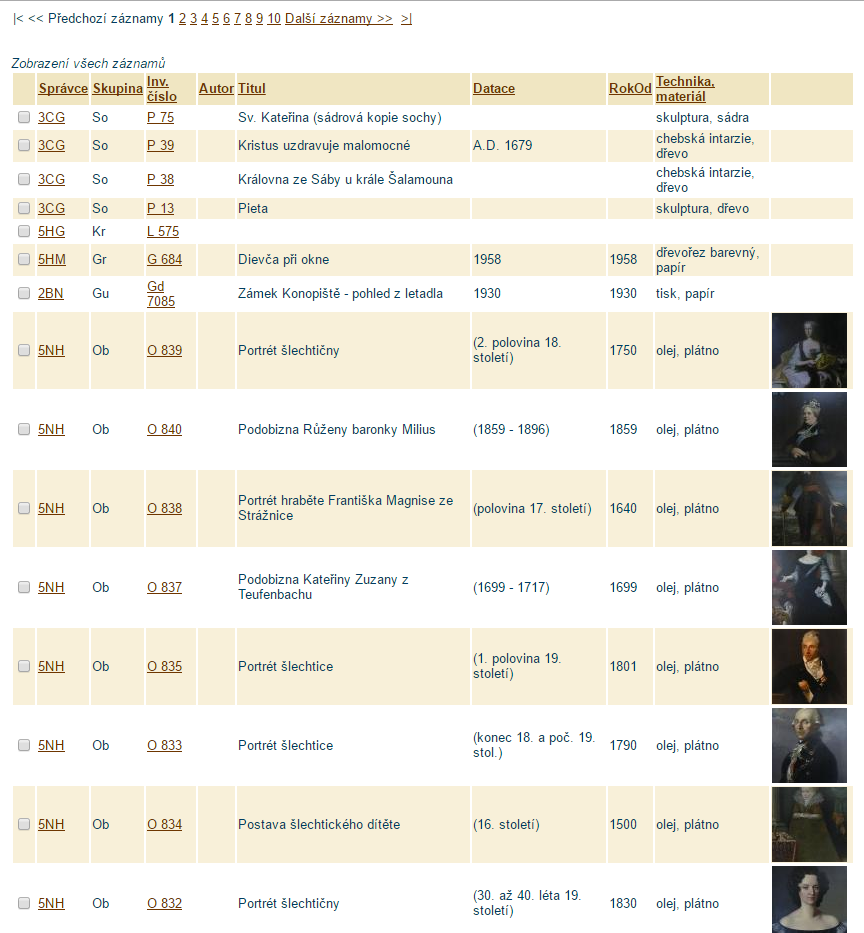 |< << Předchozí záznamy 1 2 3 4 5 6 7 8 9 10 Další záznamy >> >|
Zobrazení všech záznamů
Správce Skupina Inv. číslo Autor Titul Datace RokOd Technika, materiál
3CG So P 75 Sv. Kateřina (sádrová kopie sochy) skulptura, sádra
3CG So P 39 Kristus uzdravuje malomocné A.D. 1679 chebská intarzie, dřevo
3CG So P 38 Královna ze Sáby u krále Šalamouna chebská intarzie, dřevo
3CG So P 13 Pieta skulptura, dřevo
5HG Kr L 575
5HM Gr G 684 Dievča při okne 1958 1958 dřevořez barevný, papír
2BN Gu Gd 7085 Zámek Konopiště - pohled z letadla 1930 1930 tisk, papír
5NH Ob O 839 Portrét šlechtičny (2. polovina 18. století) 1750 olej, plátno
5NH Ob O 840 Podobizna Růženy baronky Milius (1859 - 1896) 1859 olej, plátno
5NH Ob O 838 Portrét hraběte Františka Magnise ze Strážnice (polovina 17. století) 1640 olej, plátno
5NH Ob O 837 Podobizna Kateřiny Zuzany z Teufenbachu (1699 - 1717) 1699 olej, plátno
5NH Ob O 835 Portrét šlechtice (1. polovina 19. století) 1801 olej, plátno
5NH Ob O 833 Portrét šlechtice (konec 18. a poč. 19. stol.) 1790 olej, plátno
5NH Ob O 834 Postava šlechtického dítěte (16. století) 1500 olej, plátno
5NH Ob O 832 Portrét šlechtičny (30. až 40. léta 19. století) 1830 olej, plátno